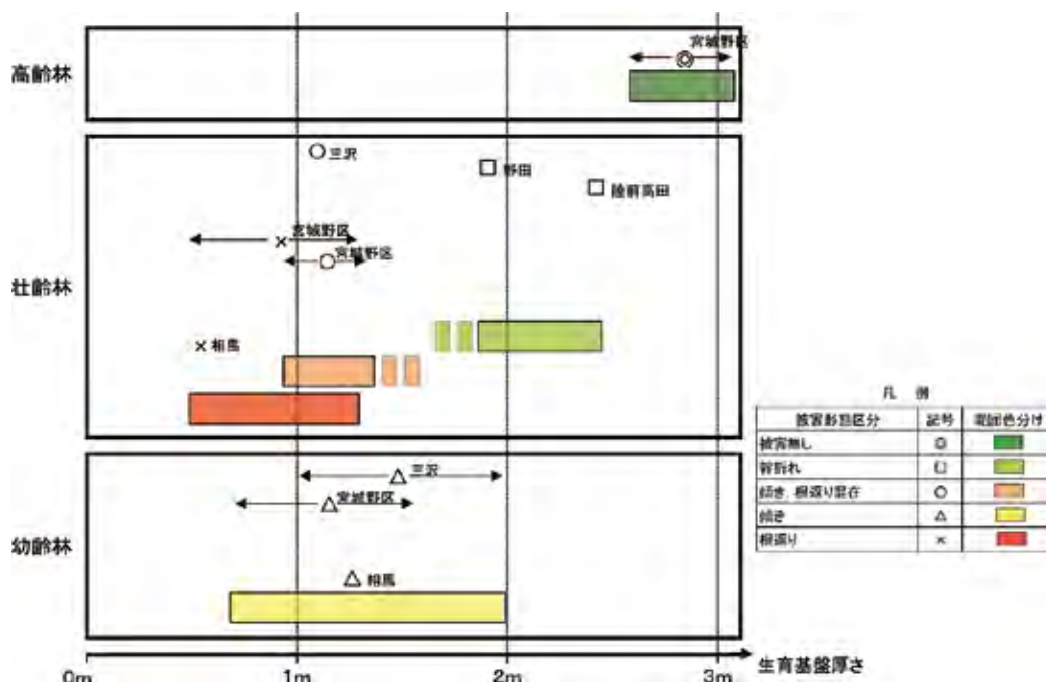 高齢林
宮城野区
壮齢林
三沢
野田
陸前高田
宮城野区
宮城野区
相馬
幼齢林
三沢
宮城野区
相馬
0m
1m
2m
3m
生育基盤厚さ
凡 例
被害形態区分 記号 範囲色分け
被害無し ◎
幹折れ □
傾き、根返り混在 ○
傾き △
根返り ×